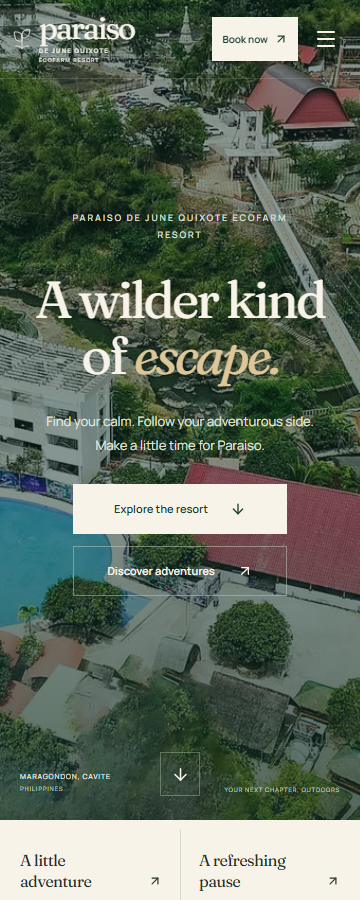 paraiso
DE JUNE QUIXOTE
ECOFARM RESORT
Book now
PARAISO DE JUNE QUIXOTE ECOFARM
RESORT
A wilder kind
of escape.
Find your calm. Follow your adventurous side.
Make a little time for Paraiso.
Explore the resort
Discover adventures
MARAGONDON, CAVITE
PHILIPPINES
YOUR NEXT CHAPTER, OUTDOORS
A little
adventure
A refreshing
pause